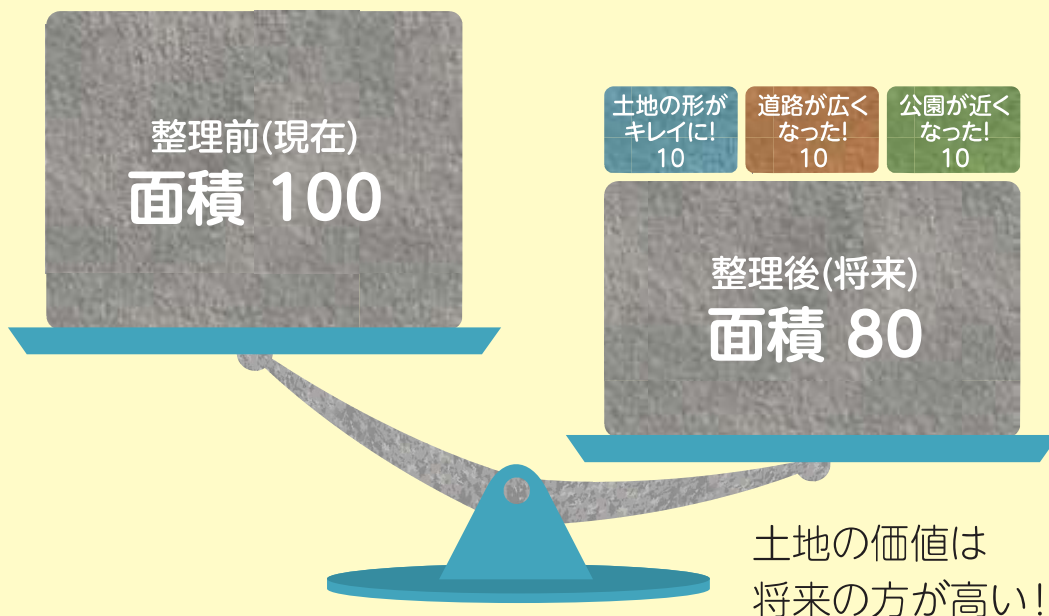 整理前(現在)
面積 100
土地の形が
キレイに!
10
道路が広く
なった!
10
公園が近く
なった!
10
整理後(将来)
面積 80
土地の価値は
将来の方が高い!